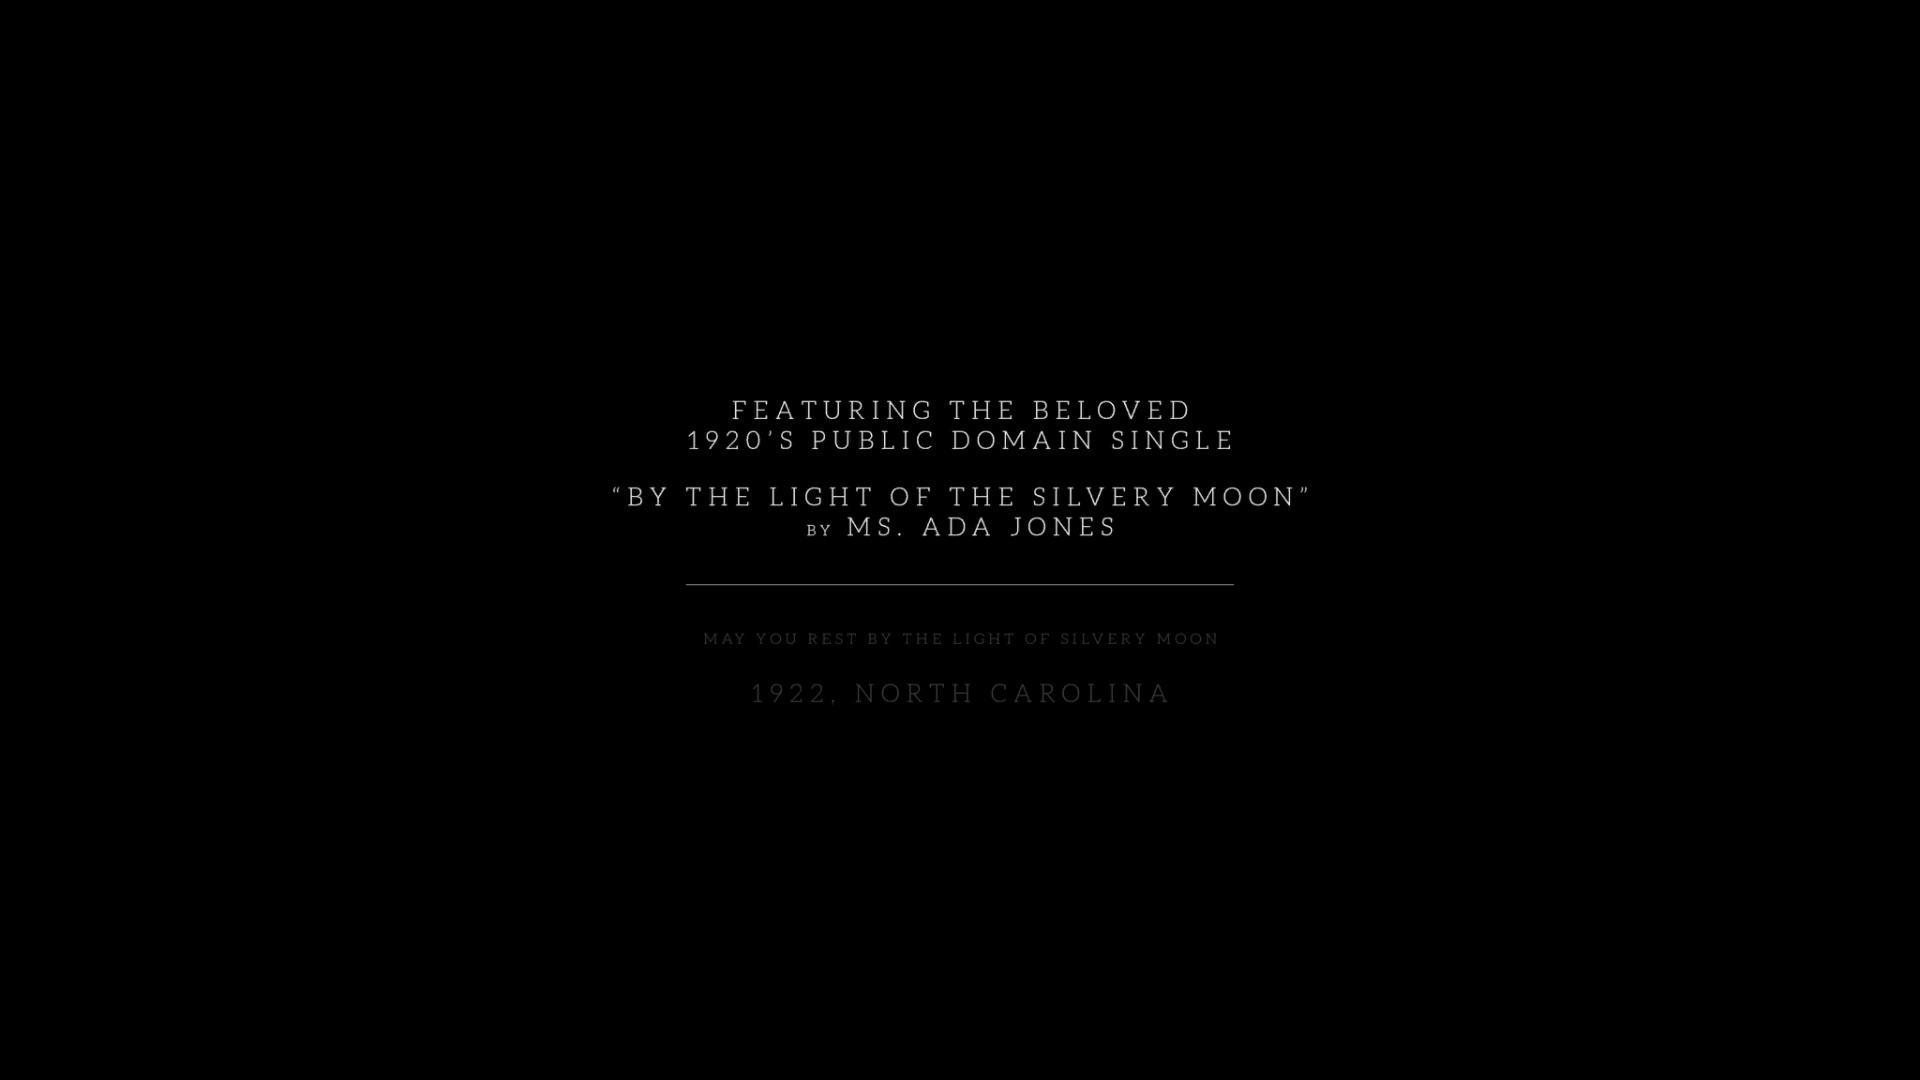 FEATURING THE BELOVED
1920’S PUBLIC DOMAIN SINGLE
“BY THE LIGHT OF THE SILVERY MOON”
BY MS. ADA JONES
MAY YOU REST BY THE LIGHT OF SILVERY MOON
1922, NORTH CAROLINA